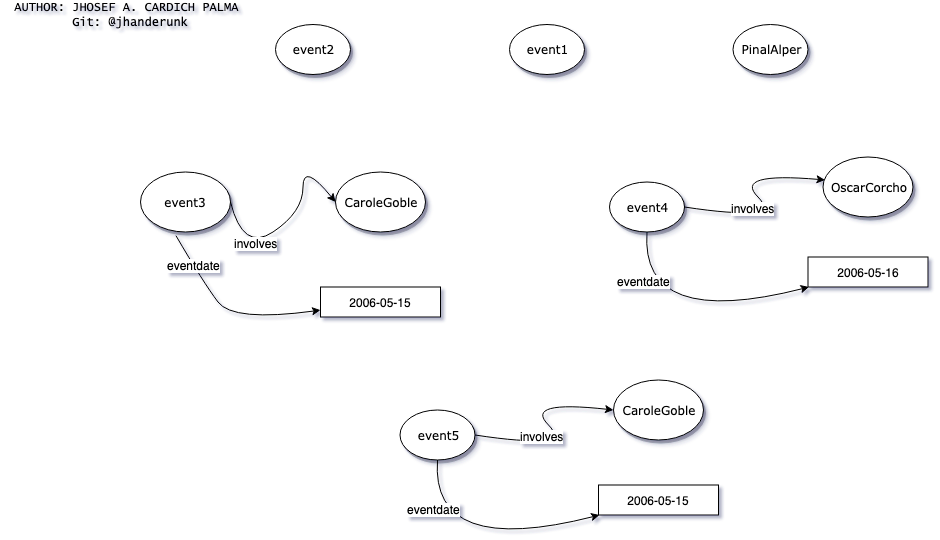 AUTHOR: JHOSEF A. CARDICH PALMA
Git: @jhanderunk
event2
event1
PinalAlper
event3
involves
CaroleGoble
eventdate
2006-05-15
event4
involves
OscarCorcho
eventdate
2006-05-16
event5
involves
CaroleGoble
eventdate
2006-05-15